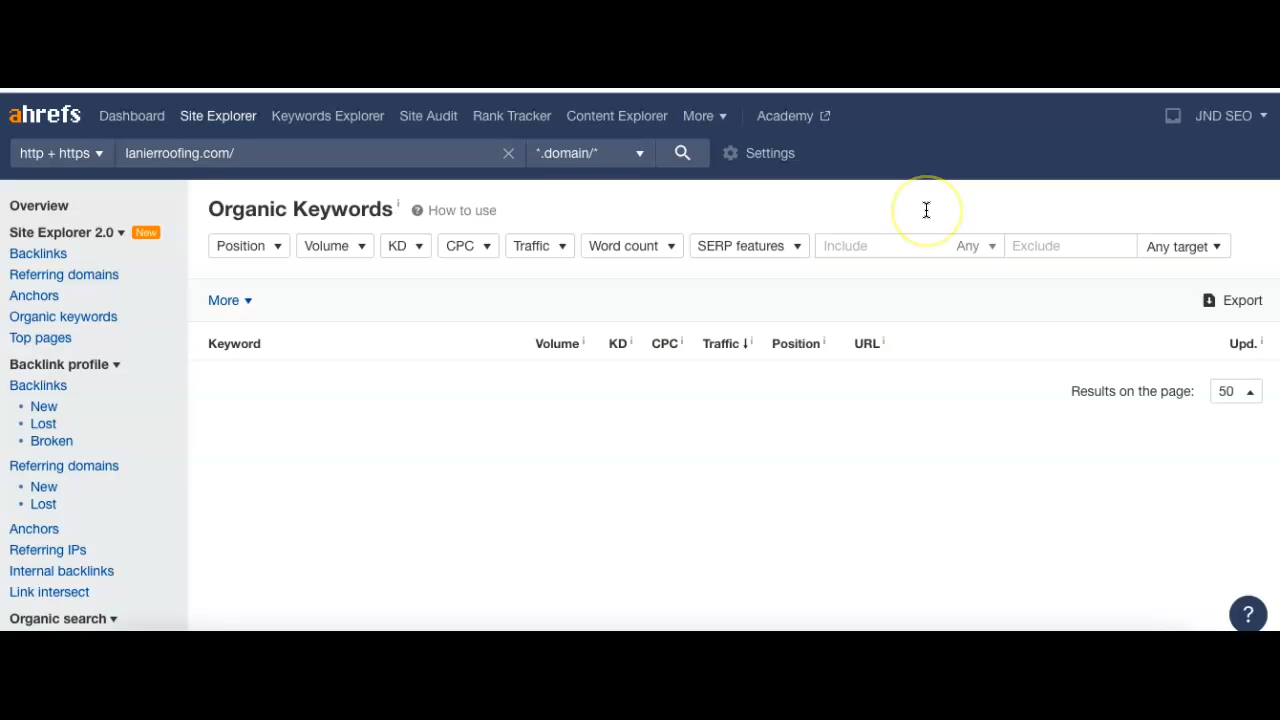 ahrefs Dashboard Site Explorer Keywords Explorer Site Audit Rank Tracker Content Explorer More Academy JND SEO
http + https lanierroofing.com/ *.domain/* Settings
Overview
Site Explorer 2.0 New
Backlinks
Referring domains
Anchors
Organic keywords
Top pages
Backlink profile
Backlinks
New
Lost
Broken
Referring domains
New
Lost
Anchors
Referring IPs
Internal backlinks
Link intersect
Organic search
Organic Keywords i ? How to use
Position Volume KD CPC Traffic Word count SERP features Include Any Exclude Any target
More Export
Keyword Volume i KD i CPC i Traffic ↓ i Position i URL i Upd. i
Results on the page: 50
?